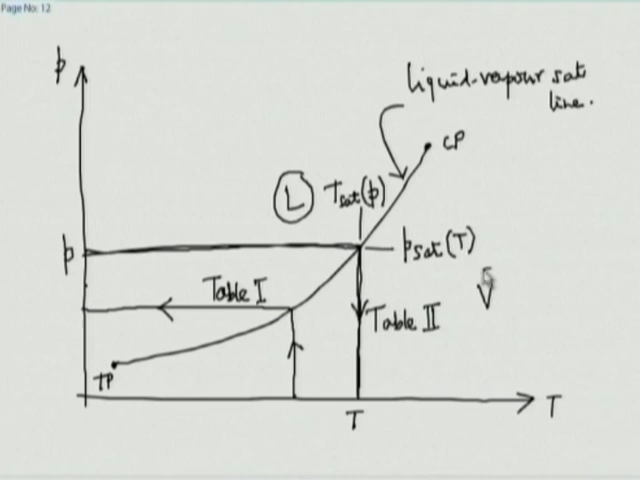 Page No: 12
p
liquid-vapour sat
line.
CP
L
Tsat(p)
p
psat(T)
Table I
Table II
V
TP
T
T